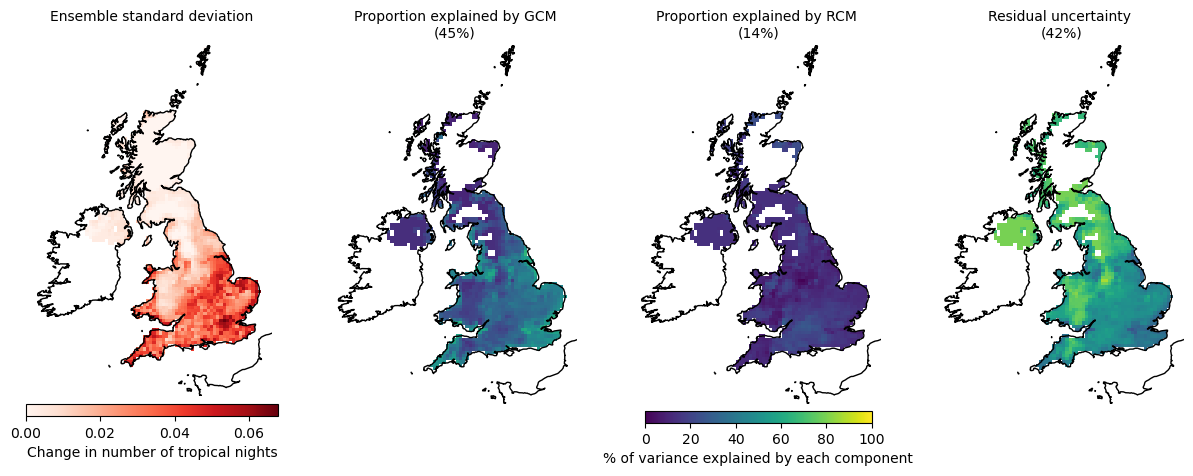 Ensemble standard deviation
Proportion explained by GCM
(45%)
Proportion explained by RCM
(14%)
Residual uncertainty
(42%)
0.00 0.02 0.04 0.06
Change in number of tropical nights
0 20 40 60 80 100
% of variance explained by each component